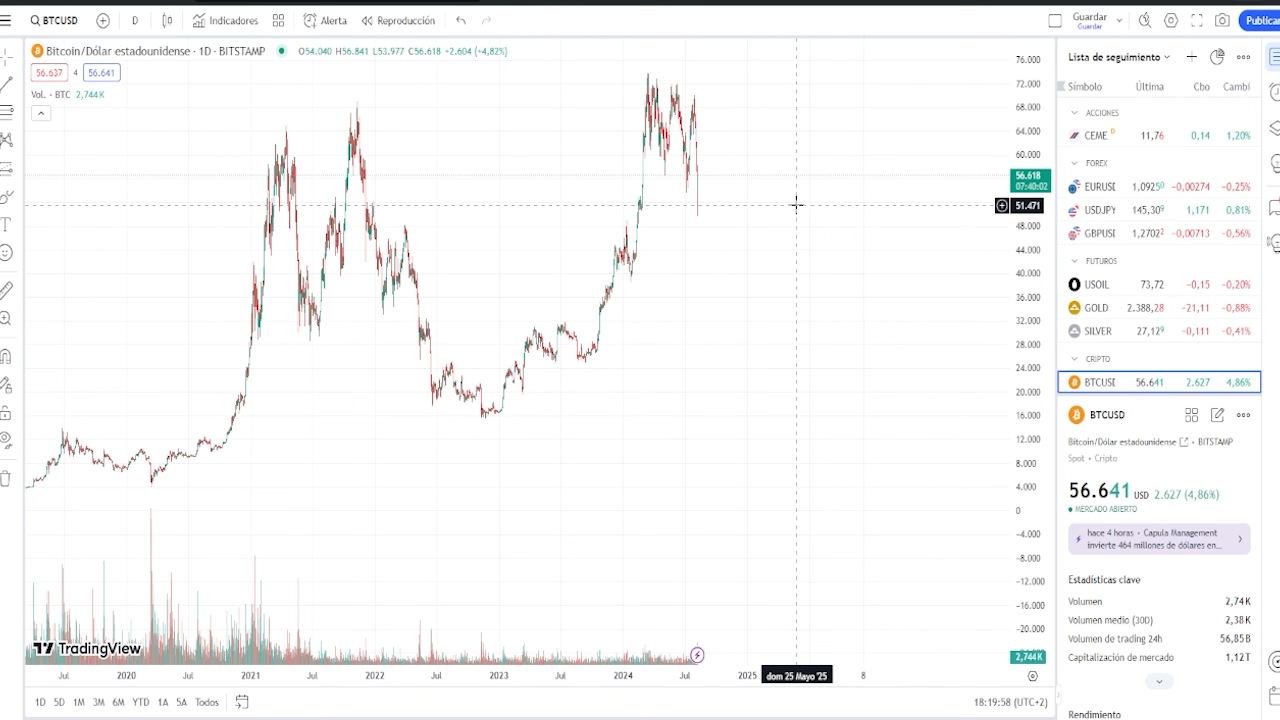 BTCUSD D Indicadores Alerta Reproducción Guardar Publicar
Guardar
Bitcoin/Dólar estadounidense · 1D · BITSTAMP O54.040 H56.841 L53.977 C56.618 +2.604 (+4,82%)
56.637 4 56.641
Vol. · BTC 2,744K
76.000
72.000
68.000
64.000
60.000
56.618
07:40:02
51.471
48.000
44.000
40.000
36.000
32.000
28.000
24.000
20.000
16.000
12.000
8.000
4.000
0
−4.000
−8.000
−12.000
−16.000
−20.000
2,744K
TradingView
Jul 2020 Jul 2021 Jul 2022 Jul 2023 Jul 2024 Jul 2025 dom 25 Mayo '25 8
1D 5D 1M 3M 6M YTD 1A 5A Todos 18:19:58 (UTC+2)
Lista de seguimiento
Símbolo Última Cbo Cambi
ACCIONES
CEME D 11,76 0,14 1,20%
FOREX
EURUSI 1,09250 −0,00274 −0,25%
USDJPY 145,309 1,171 0,81%
GBPUSI 1,27022 −0,00713 −0,56%
FUTUROS
USOIL 73,72 −0,15 −0,20%
GOLD 2.388,28 −21,11 −0,88%
SILVER 27,129 −0,111 −0,41%
CRIPTO
BTCUSI 56.641 2.627 4,86%
BTCUSD
Bitcoin/Dólar estadounidense • BITSTAMP
Spot • Cripto
56.641 USD 2.627 (4,86%)
MERCADO ABIERTO
hace 4 horas • Capula Management
invierte 464 millones de dólares en...
Estadísticas clave
Volumen 2,74K
Volumen medio (30D) 2,38K
Volumen de trading 24h 56,85B
Capitalización de mercado 1,12T
Rendimiento